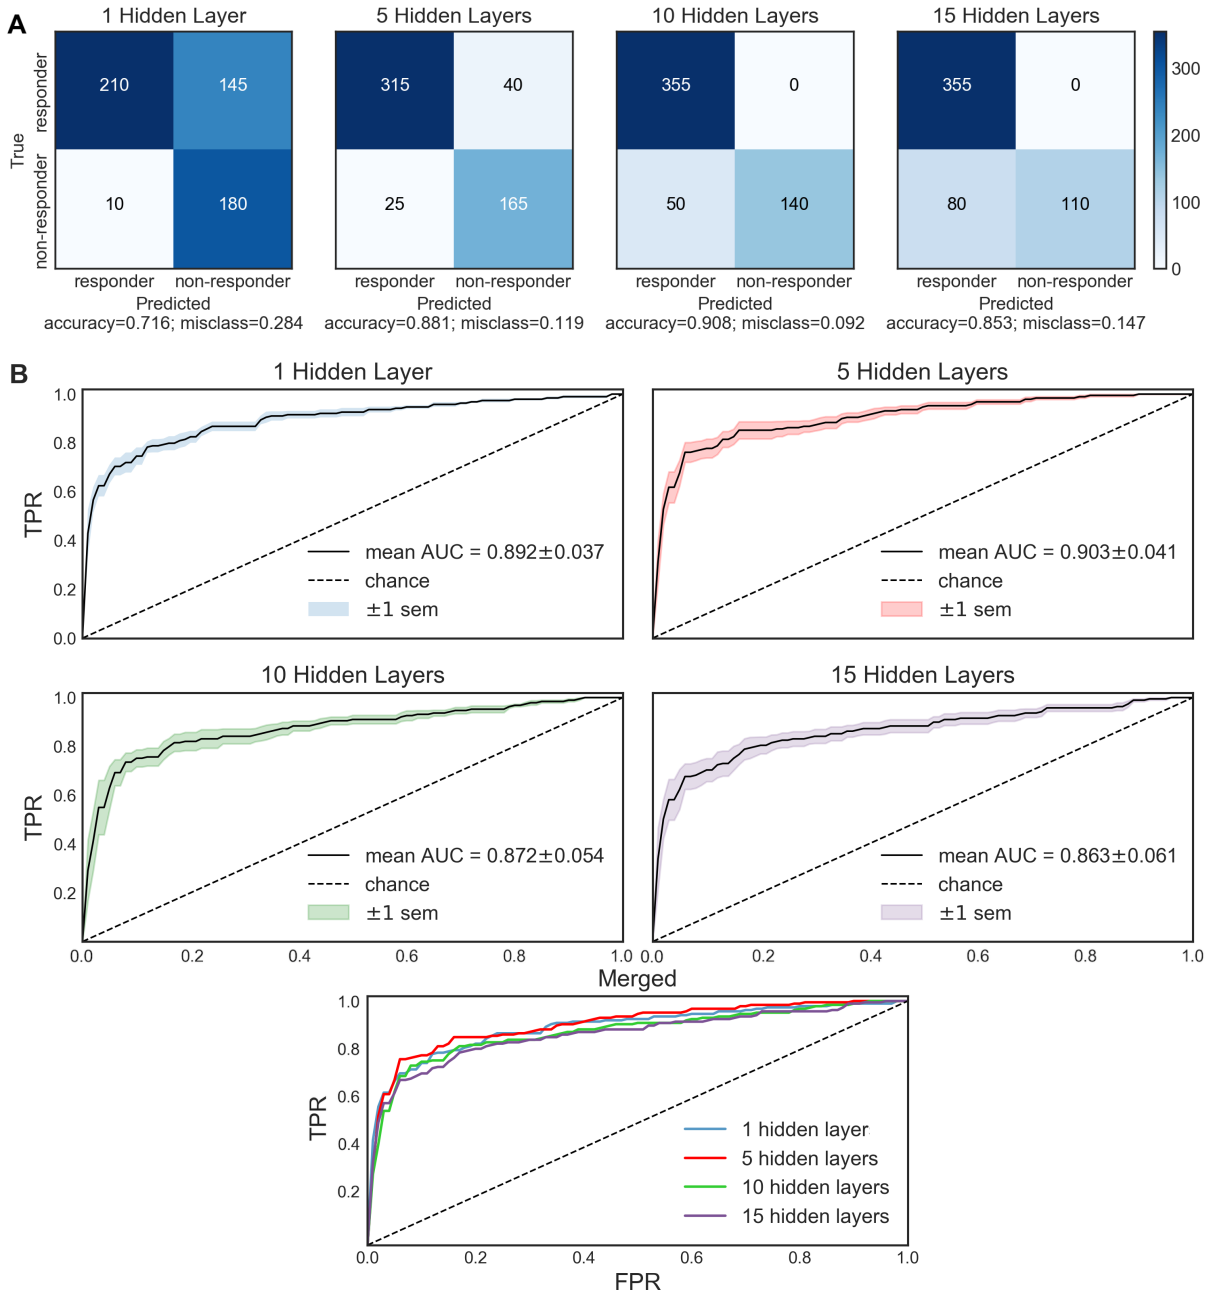 A
1 Hidden Layer
5 Hidden Layers
10 Hidden Layers
15 Hidden Layers
True
responder
non-responder
210 145
10 180
315 40
25 165
355 0
50 140
355 0
80 110
300
200
100
0
responder non-responder
Predicted
accuracy=0.716; misclass=0.284
responder non-responder
Predicted
accuracy=0.881; misclass=0.119
responder non-responder
Predicted
accuracy=0.908; misclass=0.092
responder non-responder
Predicted
accuracy=0.853; misclass=0.147
B
1 Hidden Layer
TPR
1.0
0.8
0.6
0.4
0.2
0.0
mean AUC = 0.892±0.037
chance
±1 sem
5 Hidden Layers
mean AUC = 0.903±0.041
chance
±1 sem
10 Hidden Layers
TPR
1.0
0.8
0.6
0.4
0.2
mean AUC = 0.872±0.054
chance
±1 sem
0.0 0.2 0.4 0.6 0.8 1.0
15 Hidden Layers
mean AUC = 0.863±0.061
chance
±1 sem
0.0 0.2 0.4 0.6 0.8 1.0
Merged
TPR
1.0
0.8
0.6
0.4
0.2
1 hidden layer
5 hidden layers
10 hidden layers
15 hidden layers
0.0 0.2 0.4 0.6 0.8 1.0
FPR